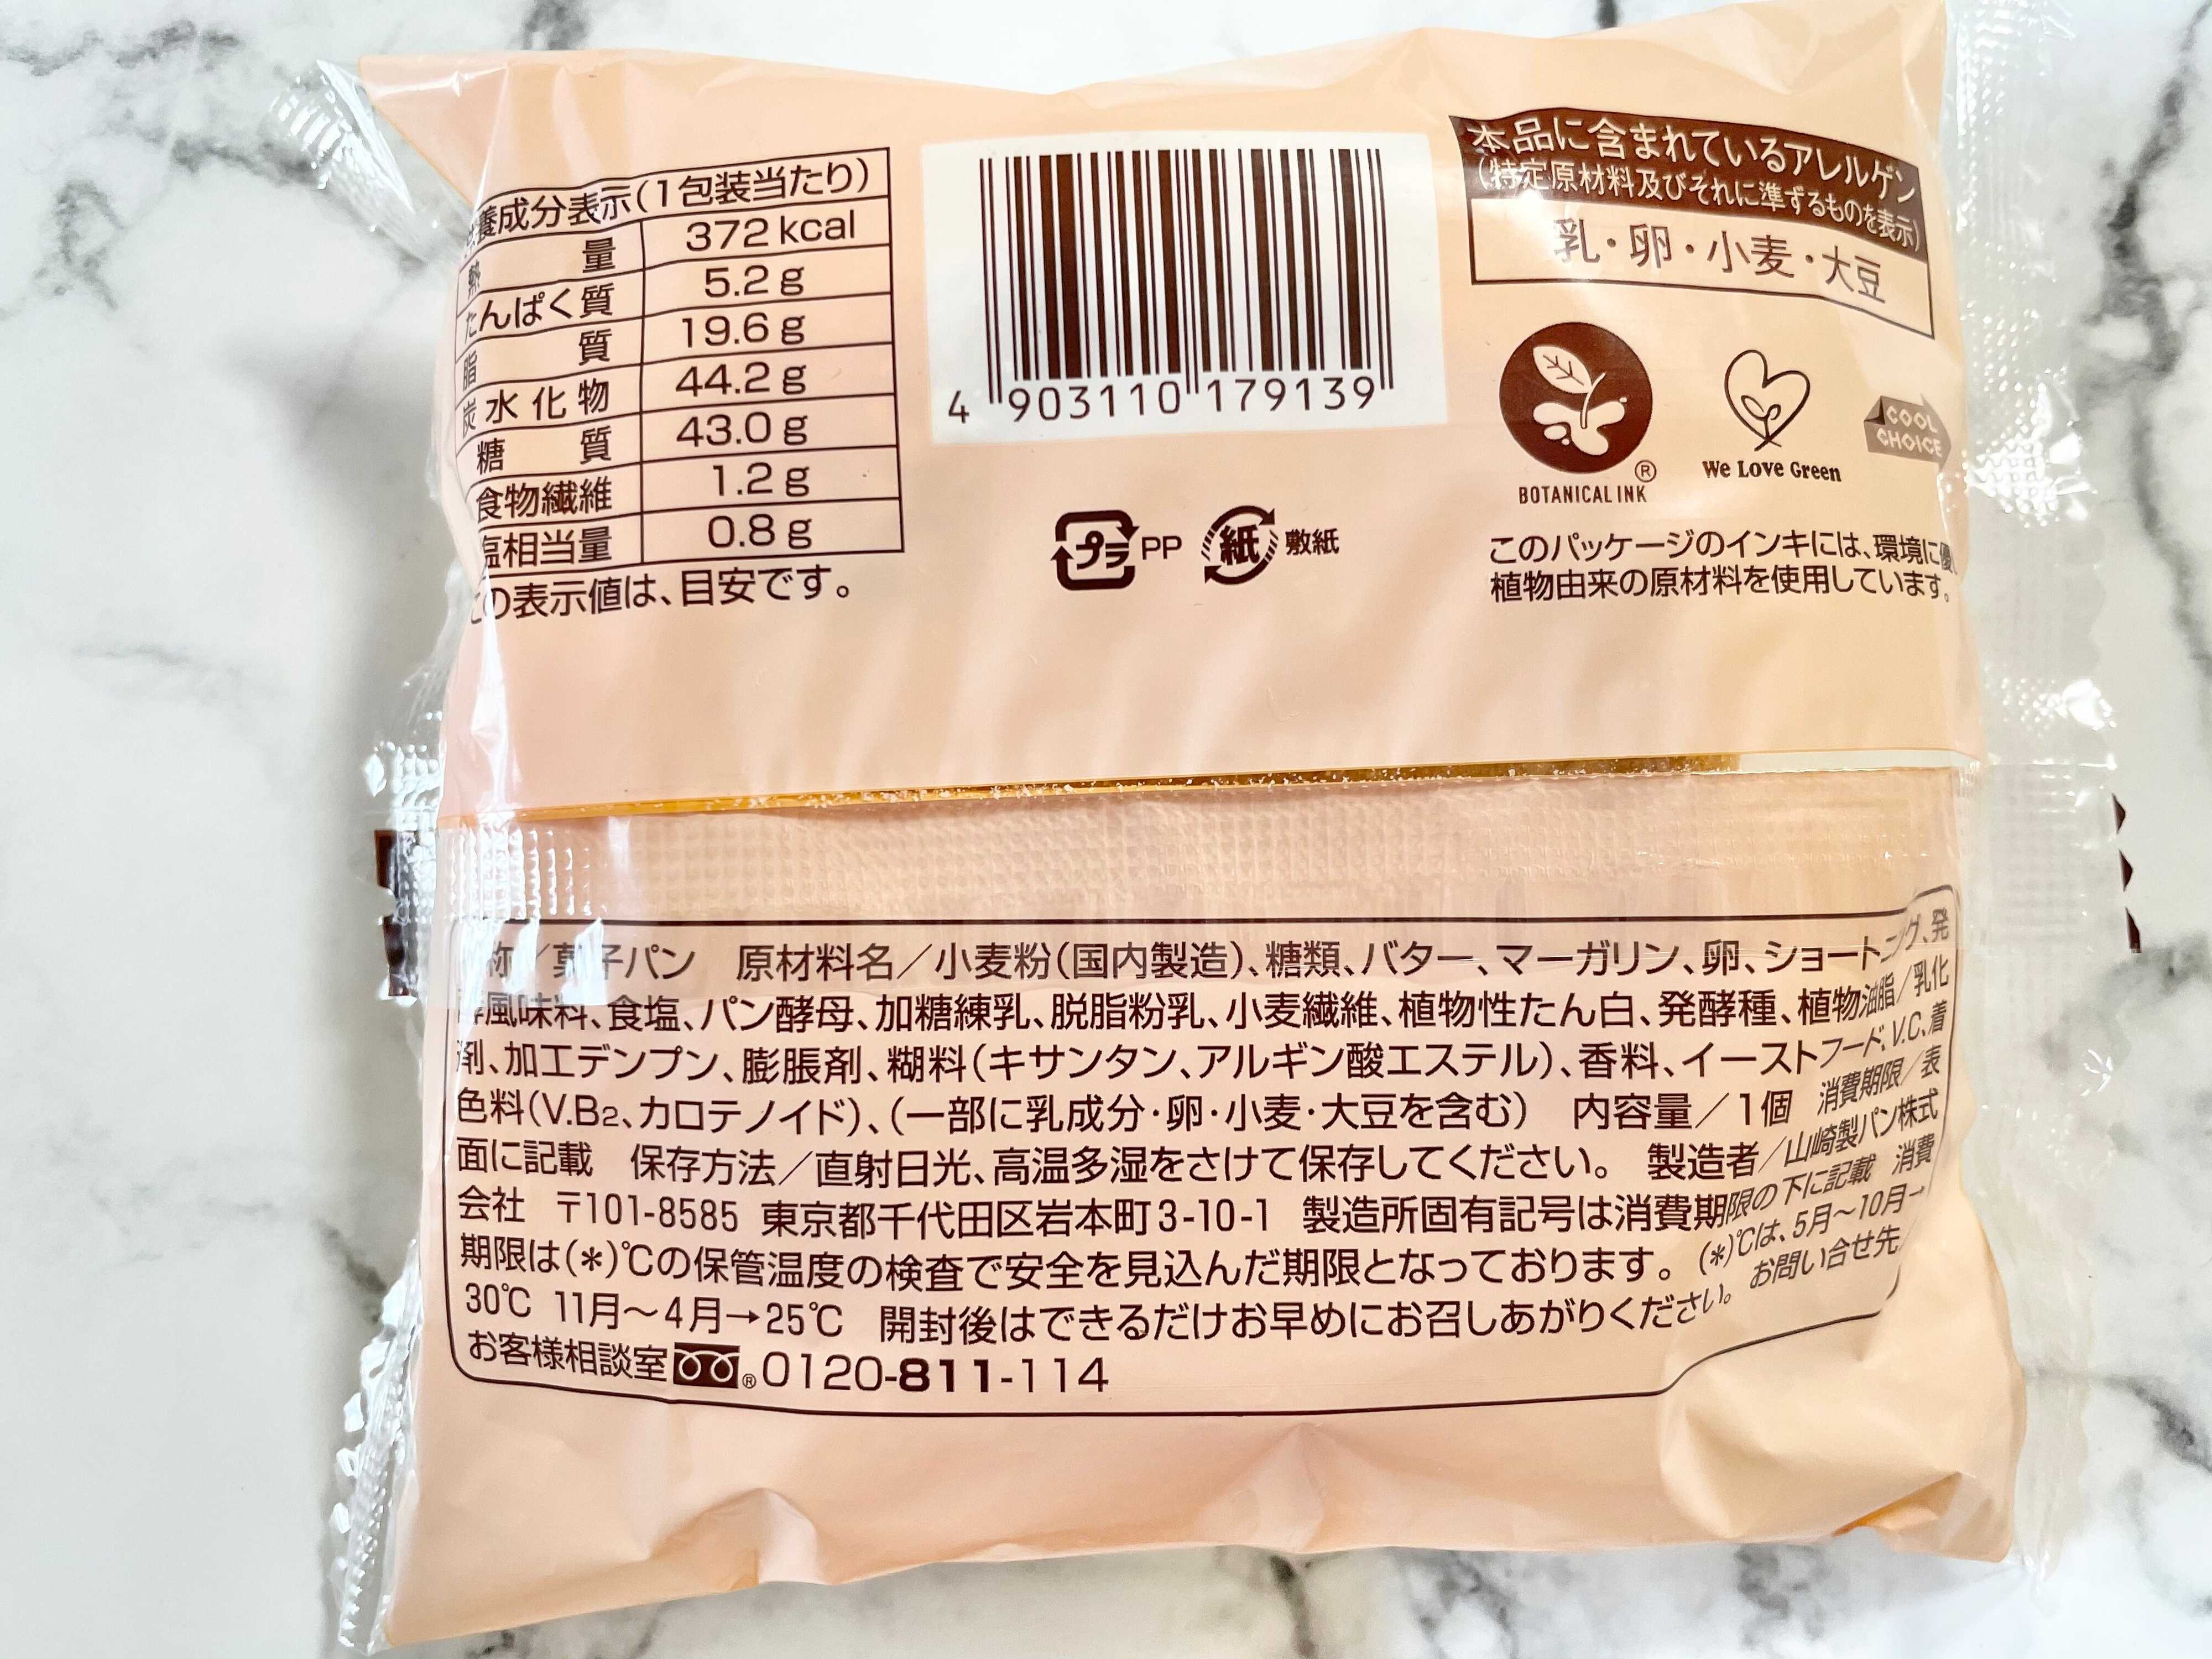 養成分表示(1包装当たり)
熱量 372 kcal
たんぱく質 5.2 g
脂質 19.6 g
炭水化物 44.2 g
糖質 43.0 g
食物繊維 1.2 g
塩相当量 0.8 g
この表示値は、目安です。
4 903110 179139
プラ PP 紙 敷紙
本品に含まれているアレルゲン
(特定原材料及びそれに準ずるものを表示)
乳・卵・小麦・大豆
® BOTANICAL INK
We Love Green
COOL CHOICE
このパッケージのインキには、環境に優
植物由来の原材料を使用しています。
称/菓子パン 原材料名/小麦粉(国内製造)、糖類、バター、マーガリン、卵、ショートニング、発
酵風味料、食塩、パン酵母、加糖練乳、脱脂粉乳、小麦繊維、植物性たん白、発酵種、植物油脂/乳化
剤、加工デンプン、膨脹剤、糊料(キサンタン、アルギン酸エステル)、香料、イーストフード、V.C、着
色料(V.B2、カロテノイド)、(一部に乳成分・卵・小麦・大豆を含む) 内容量/1個 消費期限/表
面に記載 保存方法/直射日光、高温多湿をさけて保存してください。 製造者/山崎製パン株式
会社 〒101-8585 東京都千代田区岩本町3-10-1 製造所固有記号は消費期限の下に記載 消費
期限は(*)℃の保管温度の検査で安全を見込んだ期限となっております。(*)℃は、5月〜10月→
30℃ 11月〜4月→25℃ 開封後はできるだけお早めにお召しあがりください。 お問い合せ先
お客様相談室 ®0120-811-114